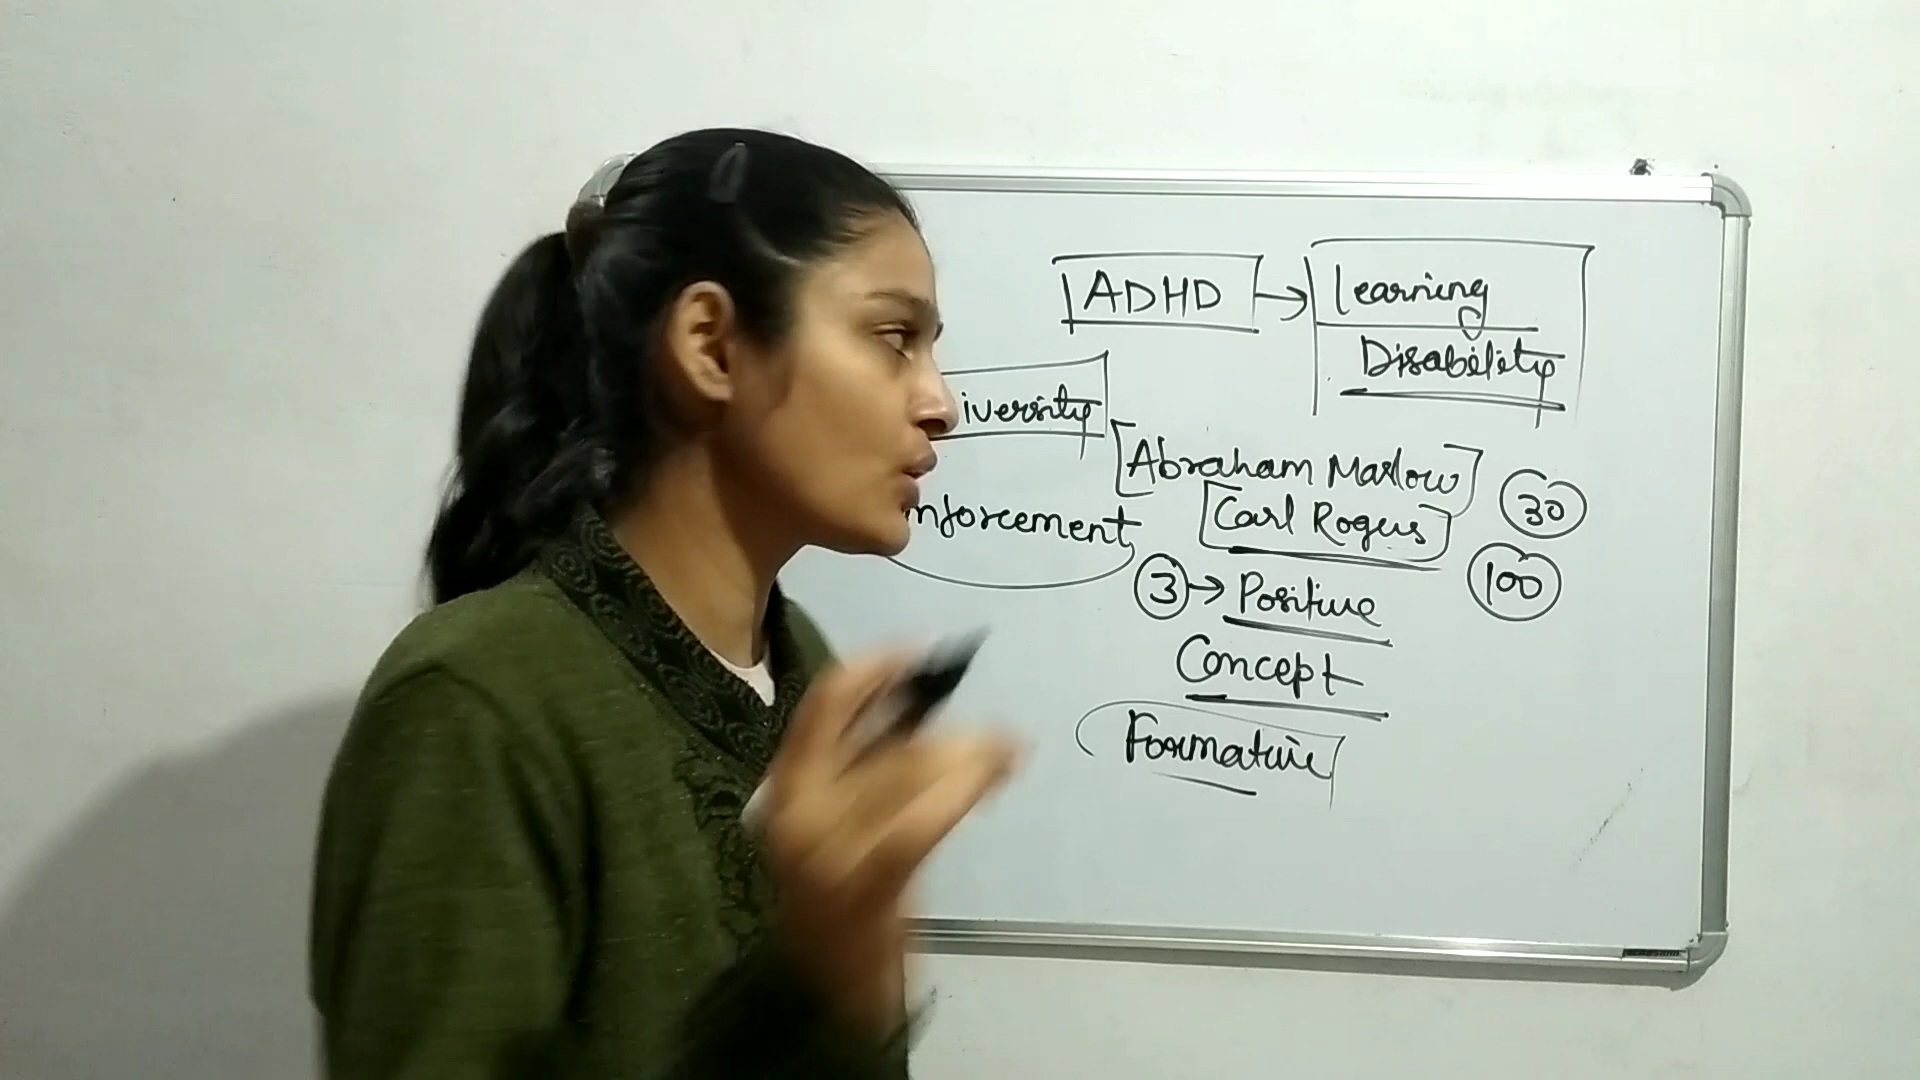 ADHD → Learning
Disability
iversity
Abraham Maslow
30
nforcement
Carl Rogers
100
3 → Positive
Concept
Formative